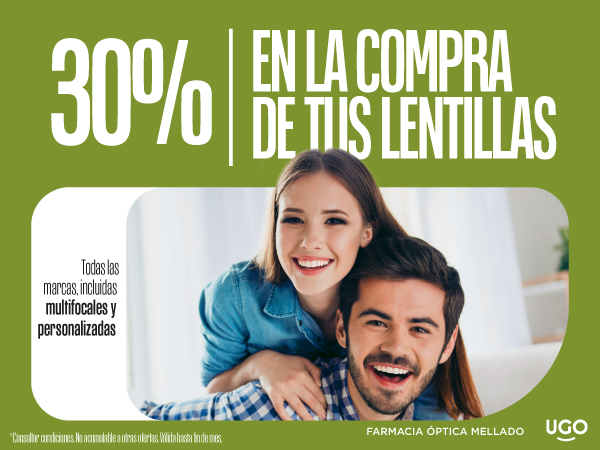 30%
EN LA COMPRA
DE TUS LENTILLAS
Todas las
marcas, incluidas
multifocales y
personalizadas
*Consultar condiciones. No acumulable a otras ofertas. Válida hasta fin de mes.
FARMACIA ÓPTICA MELLADO
UGO